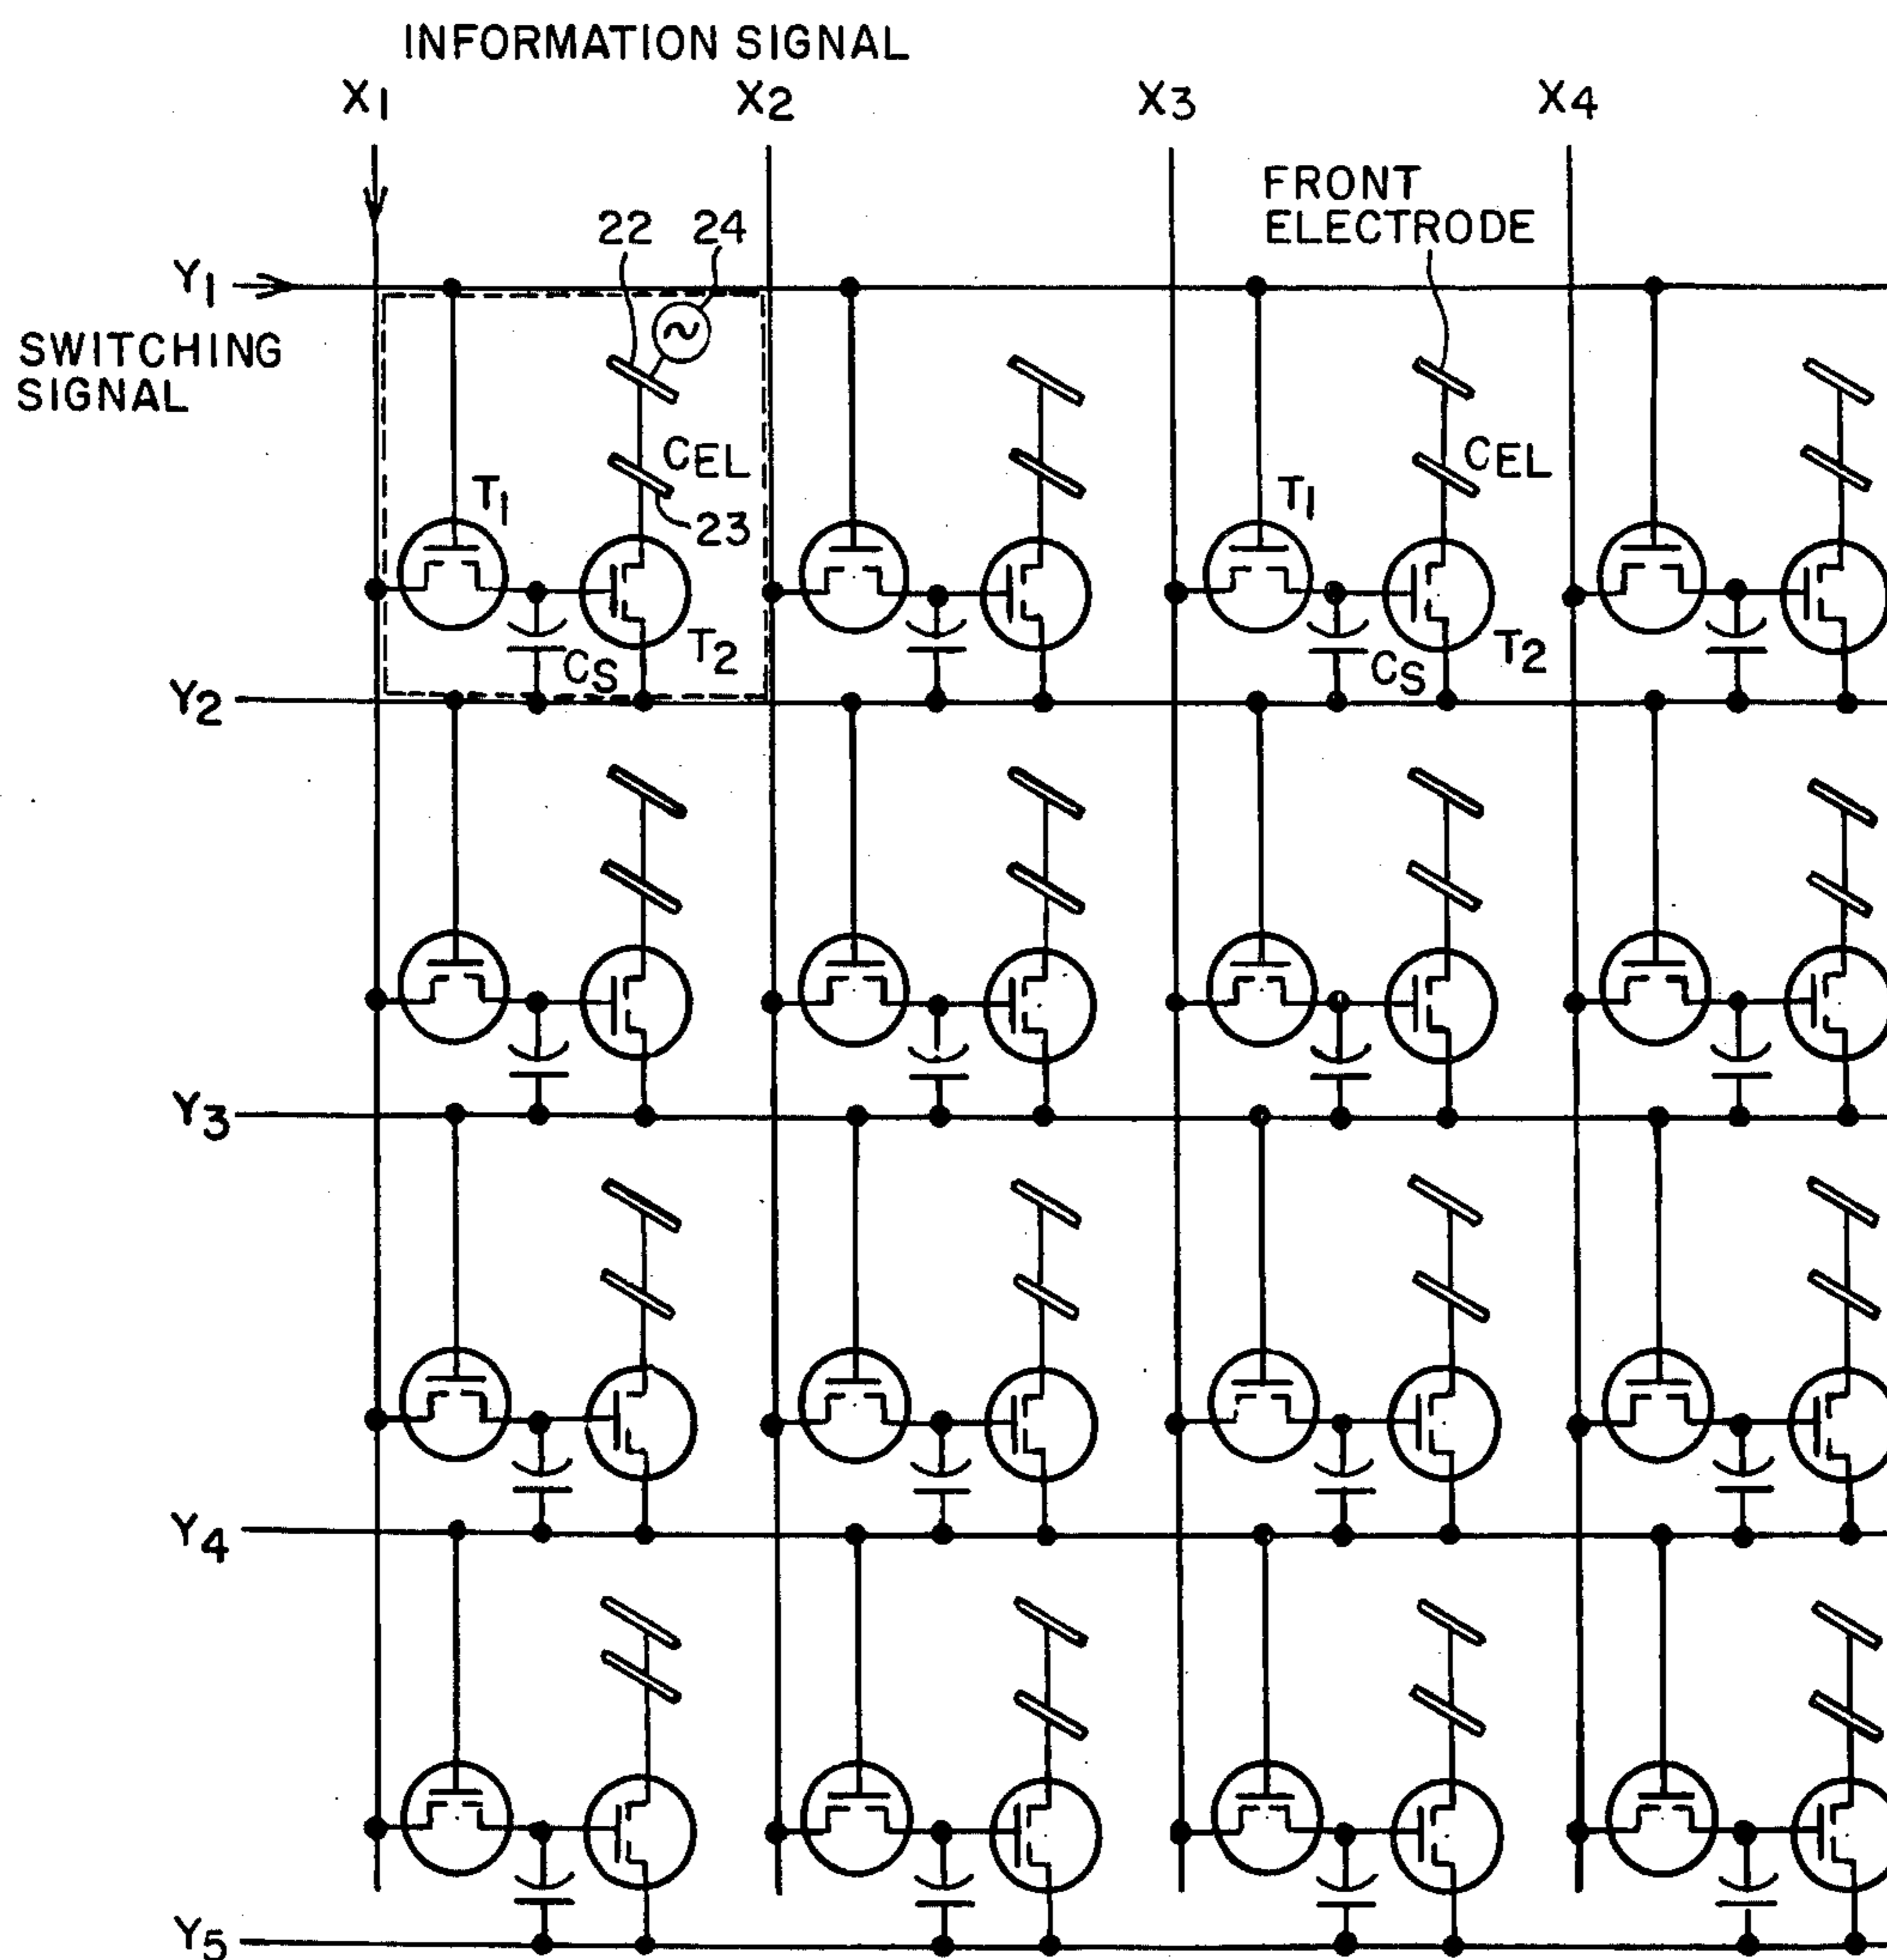 INFORMATION SIGNAL
X1 X2 X3 X4
FRONT
ELECTRODE
22 24
Y1
SWITCHING
SIGNAL
CEL CEL
T1 T1
23
T2 T2
CS CS
Y2
Y3
Y4
Y5